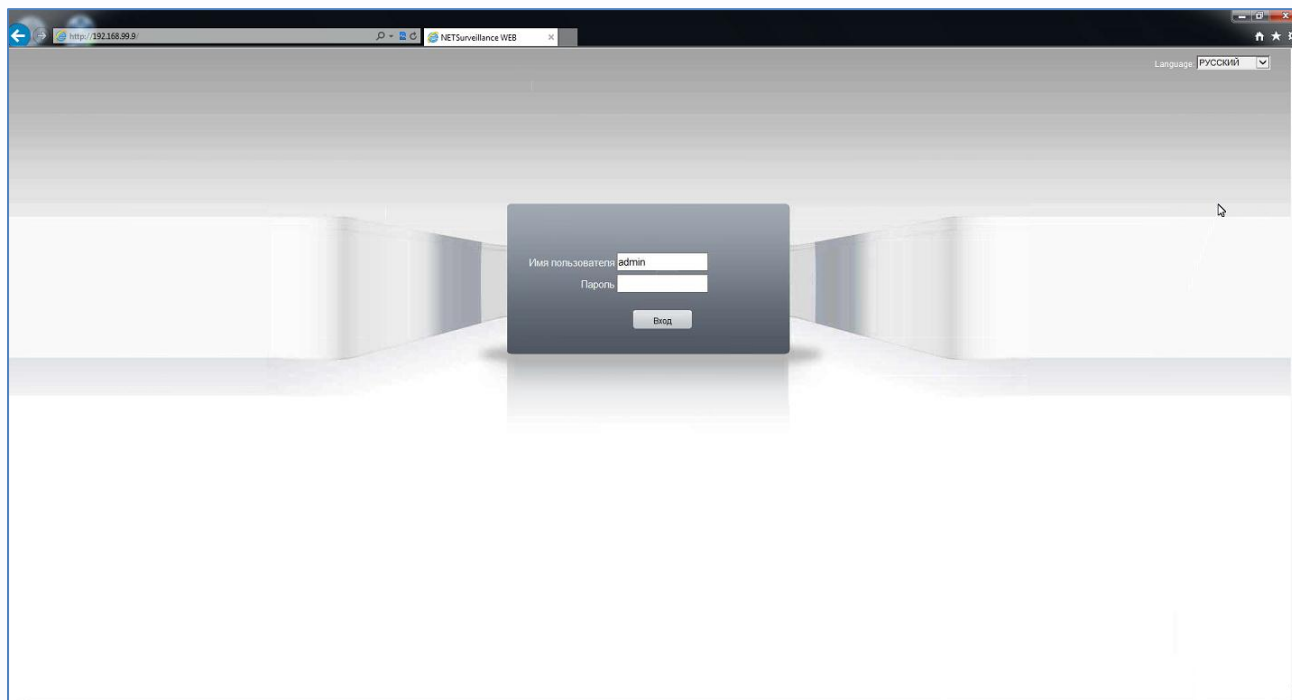 http://192.168.99.9/
NETSurveillance WEB
Language: РУССКИЙ
Имя пользователя admin
Пароль
Вход